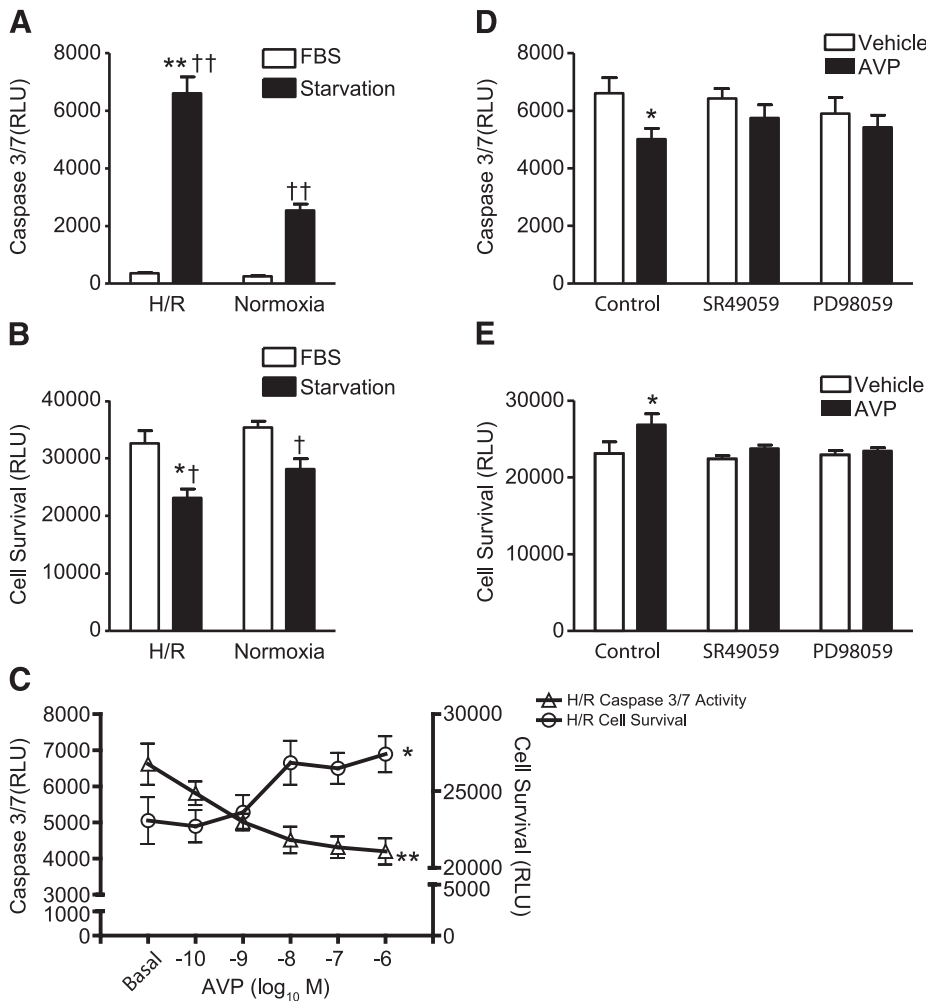 A
Caspase 3/7(RLU)
8000
6000
4000
2000
0
FBS
Starvation
**††
††
H/R
Normoxia
B
Cell Survival (RLU)
40000
30000
20000
10000
0
FBS
Starvation
*†
†
H/R
Normoxia
C
Caspase 3/7(RLU)
8000
7000
6000
5000
4000
3000
1000
0
H/R Caspase 3/7 Activity
H/R Cell Survival
*
**
30000
25000
20000
5000
0
Cell Survival (RLU)
Basal
-10
-9
-8
-7
-6
AVP (log10 M)
D
Caspase 3/7(RLU)
8000
6000
4000
2000
0
Vehicle
AVP
*
Control
SR49059
PD98059
E
Cell Survival (RLU)
30000
20000
10000
0
Vehicle
AVP
*
Control
SR49059
PD98059